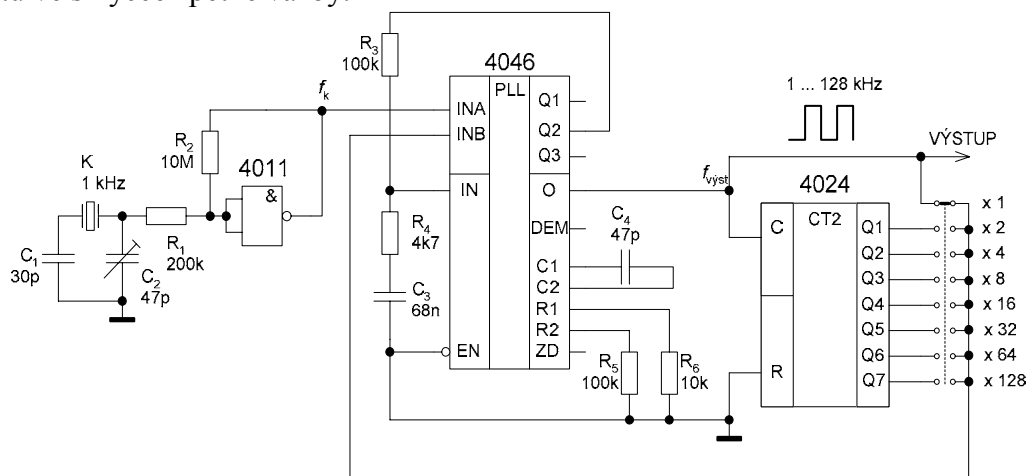 R3
100k
4046
PLL
INA
INB
IN
EN
Q1
Q2
Q3
O
DEM
C1
C2
R1
R2
ZD
fk
R2
10M
4011
&
K
1 kHz
R1
200k
C1
30p
C2
47p
R4
4k7
C3
68n
C4
47p
R5
100k
R6
10k
1 ... 128 kHz
VÝSTUP
fvýst
4024
CT2
C
R
Q1
Q2
Q3
Q4
Q5
Q6
Q7
x 1
x 2
x 4
x 8
x 16
x 32
x 64
x 128